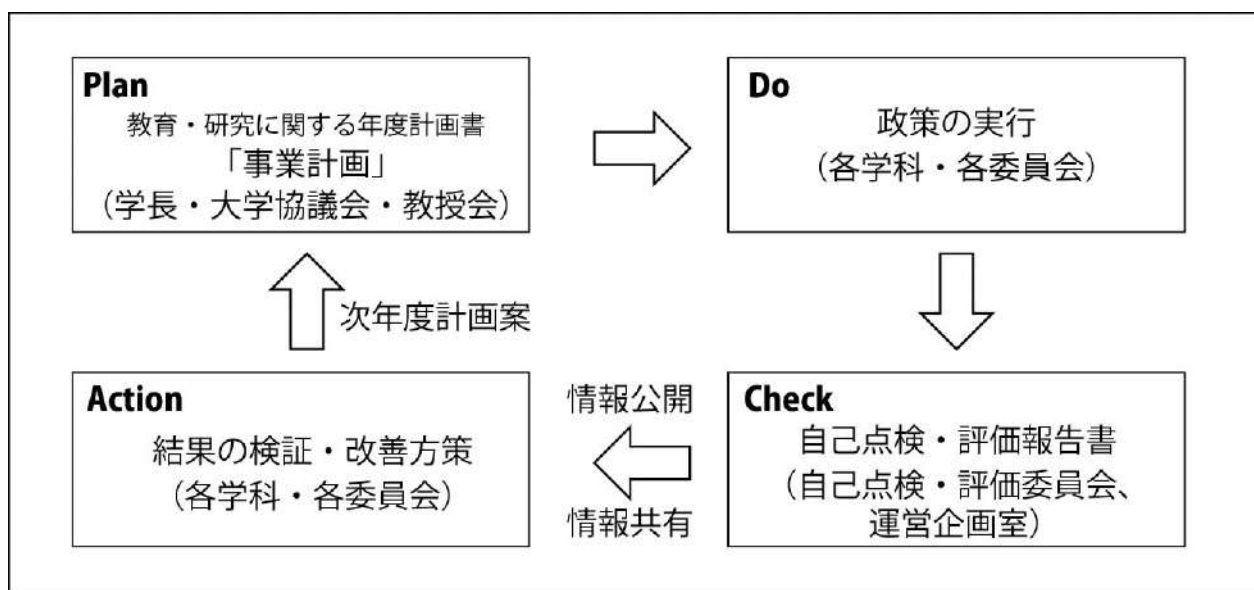 Plan
教育・研究に関する年度計画書
「事業計画」
（学長・大学協議会・教授会）
Do
政策の実行
（各学科・各委員会）
次年度計画案
Action
結果の検証・改善方策
（各学科・各委員会）
情報公開
情報共有
Check
自己点検・評価報告書
（自己点検・評価委員会、
運営企画室）